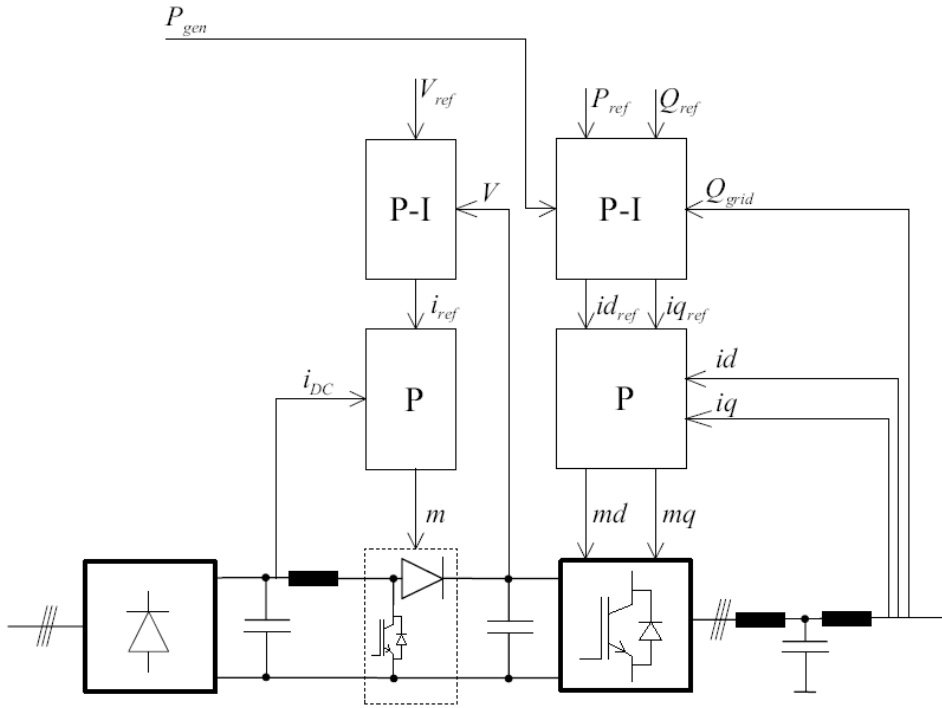 P_gen
V_ref
P_ref Q_ref
P-I V P-I Q_grid
i_ref id_ref iq_ref
i_DC P P id
iq
m md mq